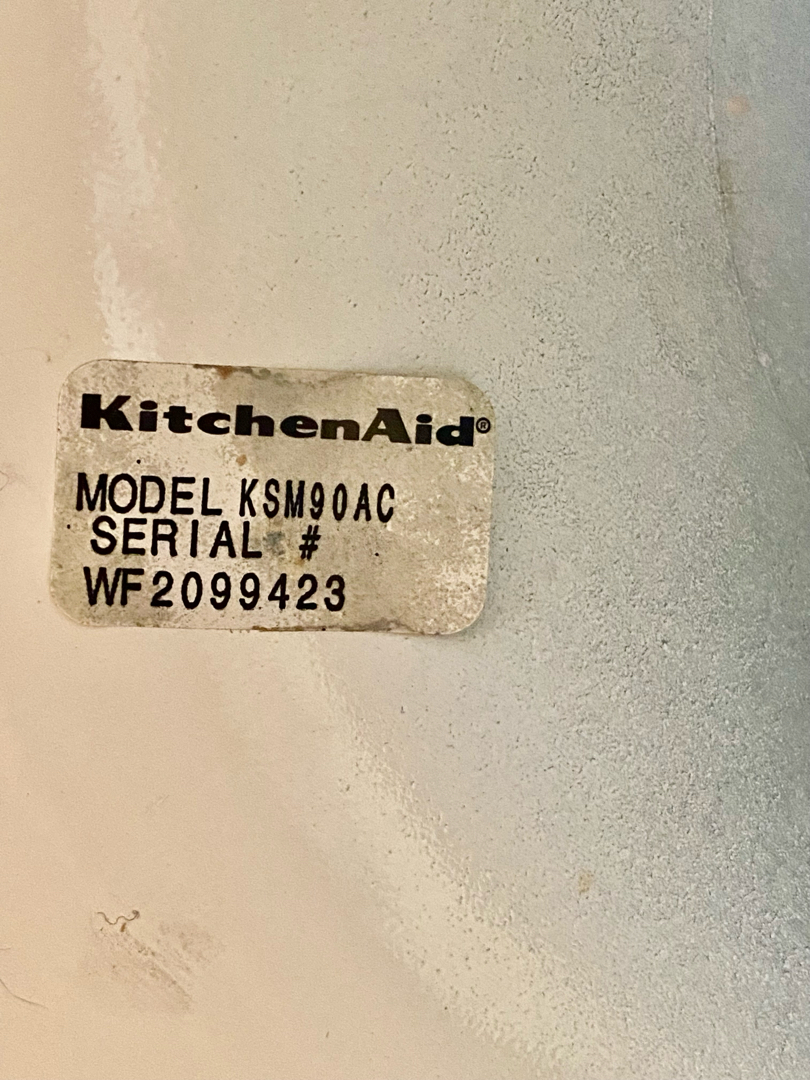 KitchenAid®
MODEL KSM90AC
SERIAL #
WF2099423